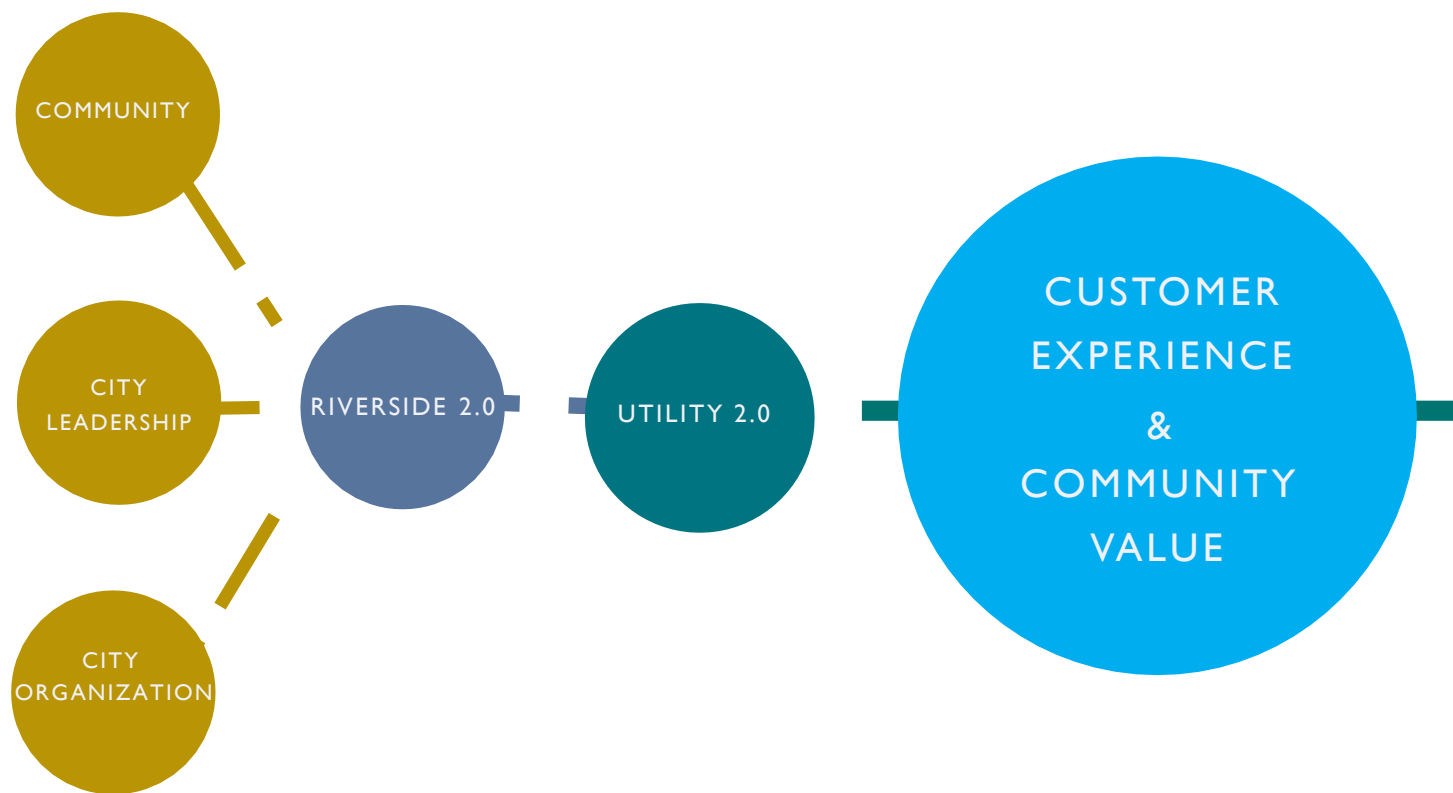 COMMUNITY
CITY
LEADERSHIP
CITY
ORGANIZATION
RIVERSIDE 2.0
UTILITY 2.0
CUSTOMER
EXPERIENCE
&
COMMUNITY
VALUE